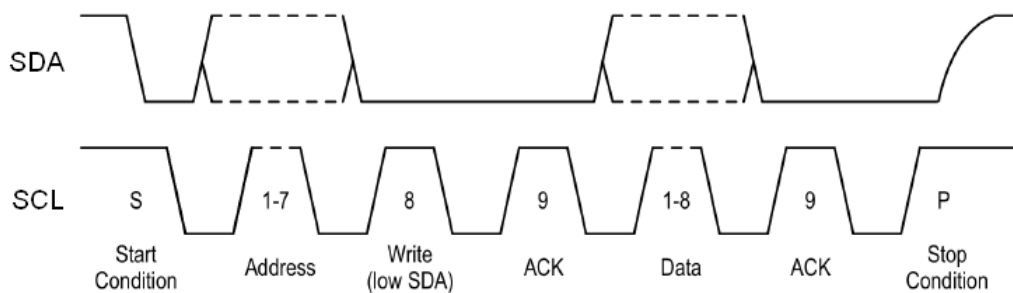 SDA
SCL
S
1-7
8
9
1-8
9
P
Start
Condition
Address
Write
(low SDA)
ACK
Data
ACK
Stop
Condition